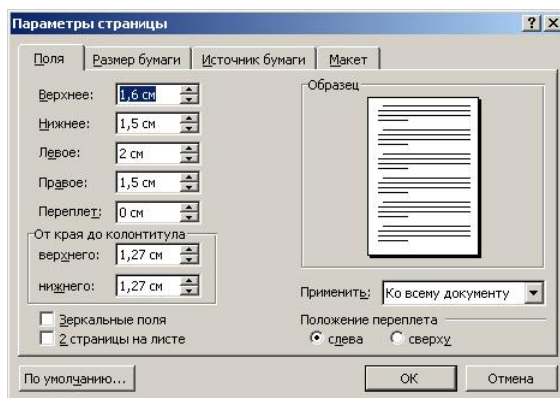 Параметры страницы
Поля Размер бумаги Источник бумаги Макет
Верхнее: 1,6 см
Нижнее: 1,5 см
Левое: 2 см
Правое: 1,5 см
Переплет: 0 см
От края до колонтитула
верхнего: 1,27 см
нижнего: 1,27 см
Зеркальные поля
2 страницы на листе
Образец
Применить: Ко всему документу
Положение переплета
слева сверху
По умолчанию... ОК Отмена